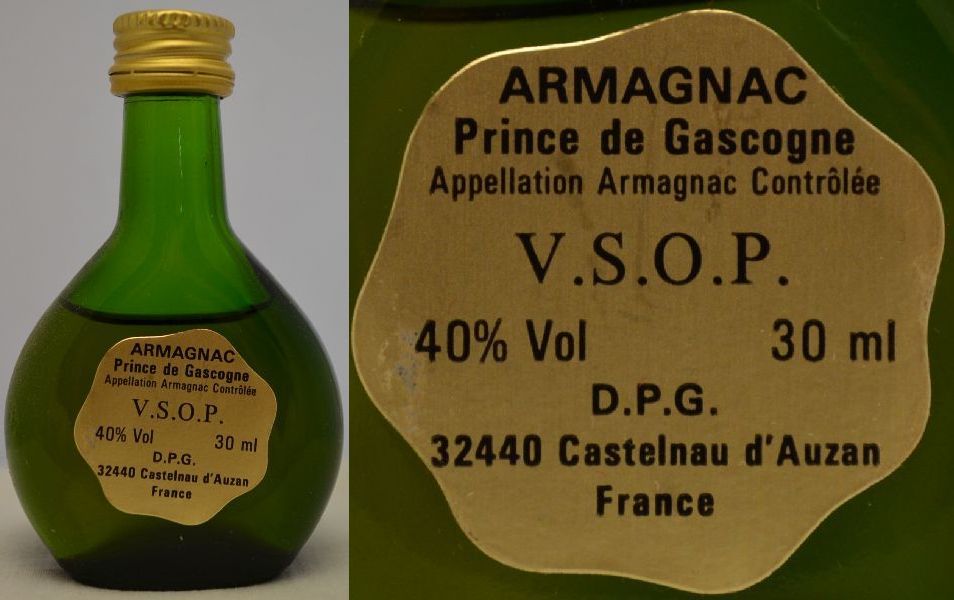 ARMAGNAC
Prince de Gascogne
Appellation Armagnac Contrôlée
V.S.O.P.
40% Vol 30 ml
D.P.G.
32440 Castelnau d'Auzan
France
ARMAGNAC
Prince de Gascogne
Appellation Armagnac Contrôlée
V.S.O.P.
40% Vol 30 ml
D.P.G.
32440 Castelnau d'Auzan
France